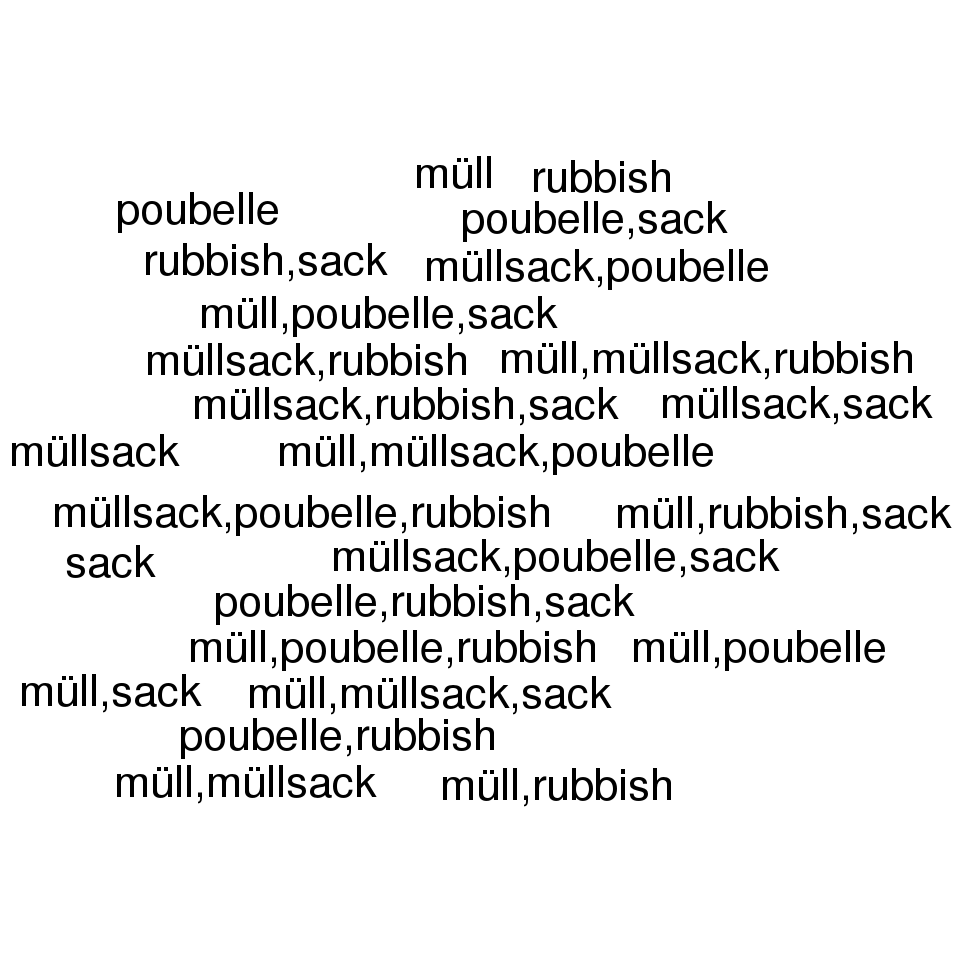 müll rubbish
poubelle poubelle,sack
rubbish,sack müllsack,poubelle
müll,poubelle,sack
müllsack,rubbish müll,müllsack,rubbish
müllsack,rubbish,sack müllsack,sack
müllsack müll,müllsack,poubelle
müllsack,poubelle,rubbish müll,rubbish,sack
sack müllsack,poubelle,sack
poubelle,rubbish,sack
müll,poubelle,rubbish müll,poubelle
müll,sack müll,müllsack,sack
poubelle,rubbish
müll,müllsack müll,rubbish